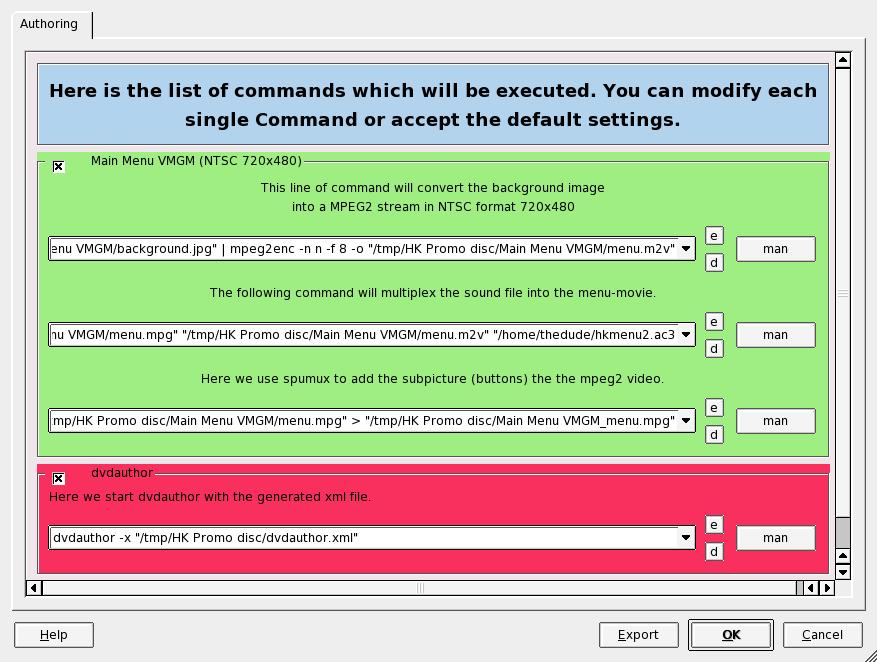 Authoring
Here is the list of commands which will be executed. You can modify each
single Command or accept the default settings.
Main Menu VMGM (NTSC 720x480)
This line of command will convert the background image
into a MPEG2 stream in NTSC format 720x480
enu VMGM/background.jpg" | mpeg2enc -n n -f 8 -o "/tmp/HK Promo disc/Main Menu VMGM/menu.m2v"
e
d
man
The following command will multiplex the sound file into the menu-movie.
nu VMGM/menu.mpg" "/tmp/HK Promo disc/Main Menu VMGM/menu.m2v" "/home/thedude/hkmenu2.ac3
e
d
man
Here we use spumux to add the subpicture (buttons) the the mpeg2 video.
mp/HK Promo disc/Main Menu VMGM/menu.mpg" > "/tmp/HK Promo disc/Main Menu VMGM_menu.mpg"
e
d
man
dvdauthor
Here we start dvdauthor with the generated xml file.
dvdauthor -x "/tmp/HK Promo disc/dvdauthor.xml"
e
d
man
Help
Export
OK
Cancel